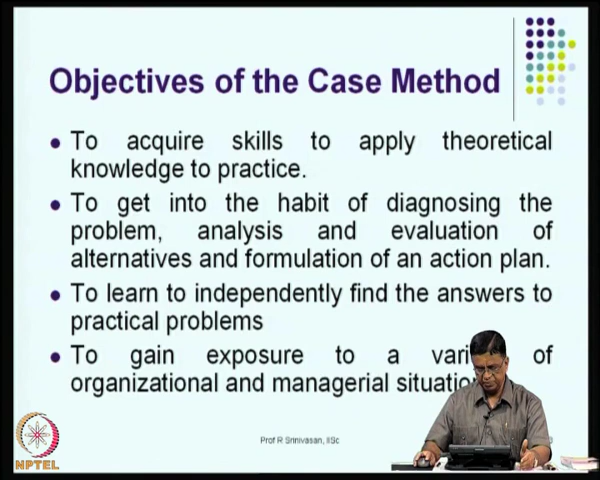 Objectives of the Case Method
• To acquire skills to apply theoretical
knowledge to practice.
• To get into the habit of diagnosing the
problem, analysis and evaluation of
alternatives and formulation of an action plan.
• To learn to independently find the answers to
practical problems
• To gain exposure to a of
organizational and managerial
Prof R Srinivasan, IISc
NPTEL